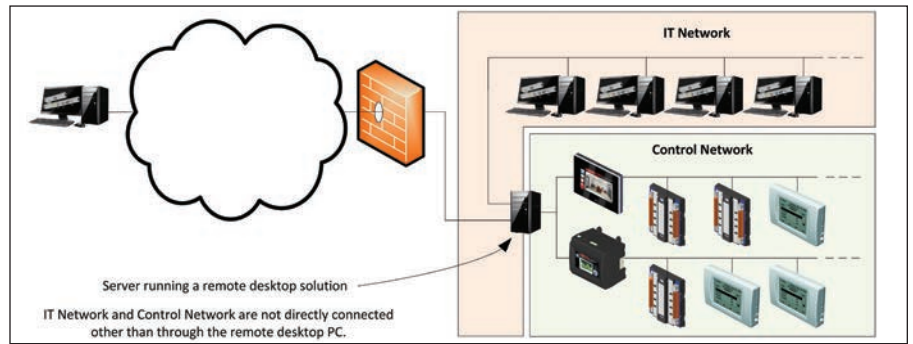 IT Network
Control Network
Server running a remote desktop solution
IT Network and Control Network are not directly connected
other than through the remote desktop PC.